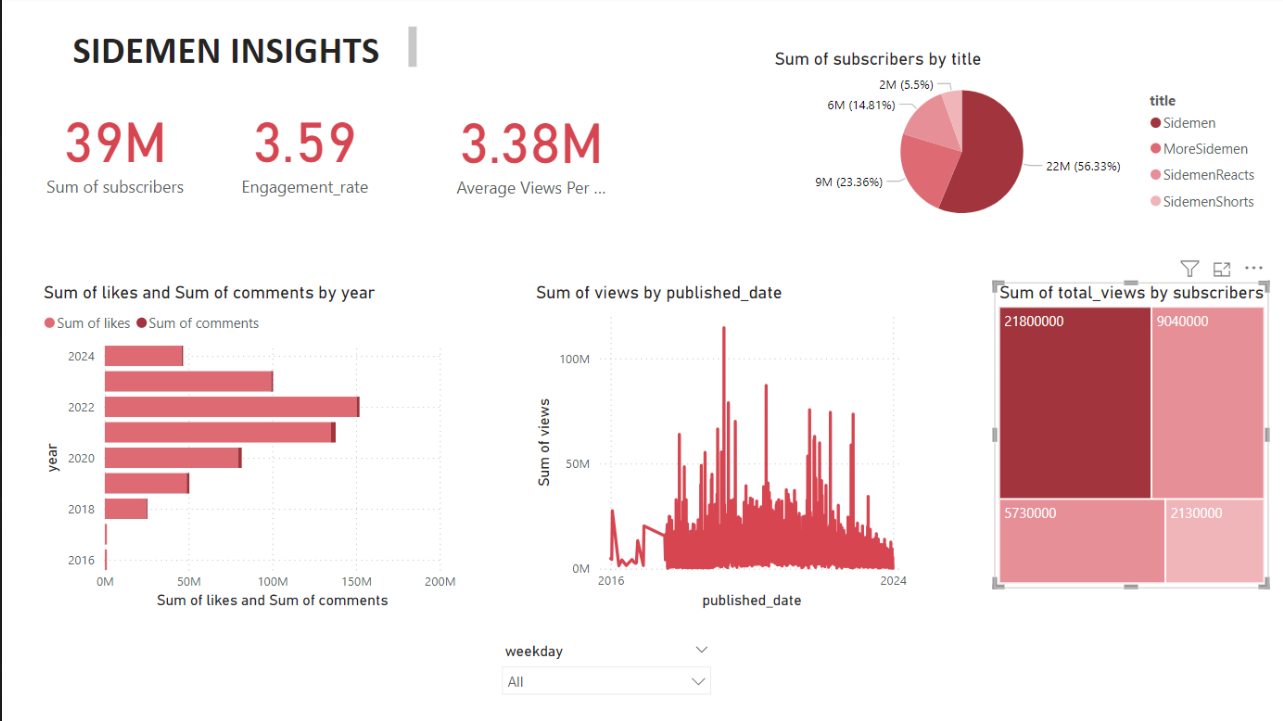 SIDEMEN INSIGHTS
39M
Sum of subscribers
3.59
Engagement_rate
3.38M
Average Views Per ...
Sum of subscribers by title
2M (5.5%)
6M (14.81%)
9M (23.36%)
22M (56.33%)
title
Sidemen
MoreSidemen
SidemenReacts
SidemenShorts
Sum of likes and Sum of comments by year
Sum of likes
Sum of comments
year
2024
2022
2020
2018
2016
0M
50M
100M
150M
200M
Sum of likes and Sum of comments
Sum of views by published_date
Sum of views
100M
50M
0M
2016
2024
published_date
Sum of total_views by subscribers
21800000
9040000
5730000
2130000
weekday
All